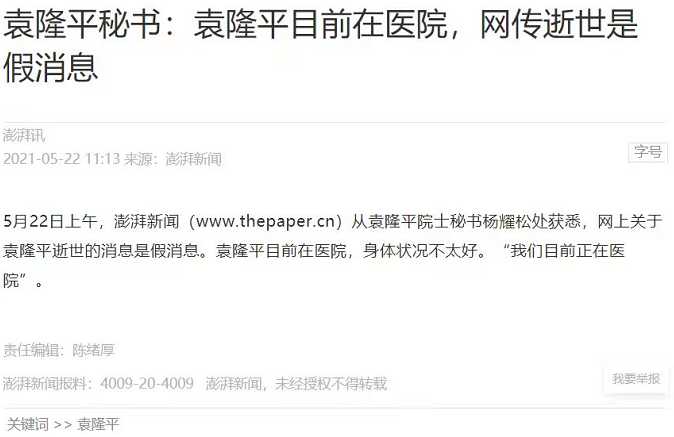 袁隆平秘书：袁隆平目前在医院，网传逝世是
假消息
澎湃讯
2021-05-22 11:13 来源：澎湃新闻
字号
5月22日上午，澎湃新闻（www.thepaper.cn）从袁隆平院士秘书杨耀松处获悉，网上关于
袁隆平逝世的消息是假消息。袁隆平目前在医院，身体状况不太好。“我们目前正在医
院”。
责任编辑：陈绪厚
澎湃新闻报料：4009-20-4009 澎湃新闻，未经授权不得转载
我要举报
关键词 >> 袁隆平